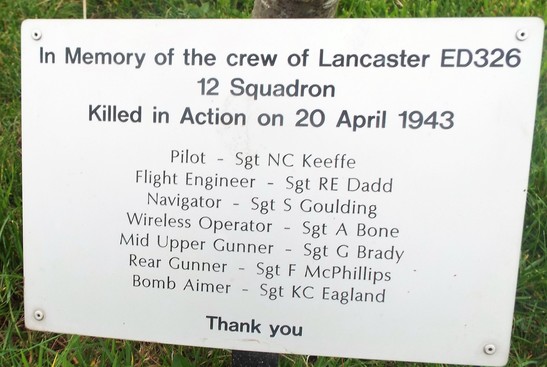 In Memory of the crew of Lancaster ED326
12 Squadron
Killed in Action on 20 April 1943
Pilot - Sgt NC Keeffe
Flight Engineer - Sgt RE Dadd
Navigator - Sgt S Goulding
Wireless Operator - Sgt A Bone
Mid Upper Gunner - Sgt G Brady
Rear Gunner - Sgt F McPhillips
Bomb Aimer - Sgt KC Eagland
Thank you